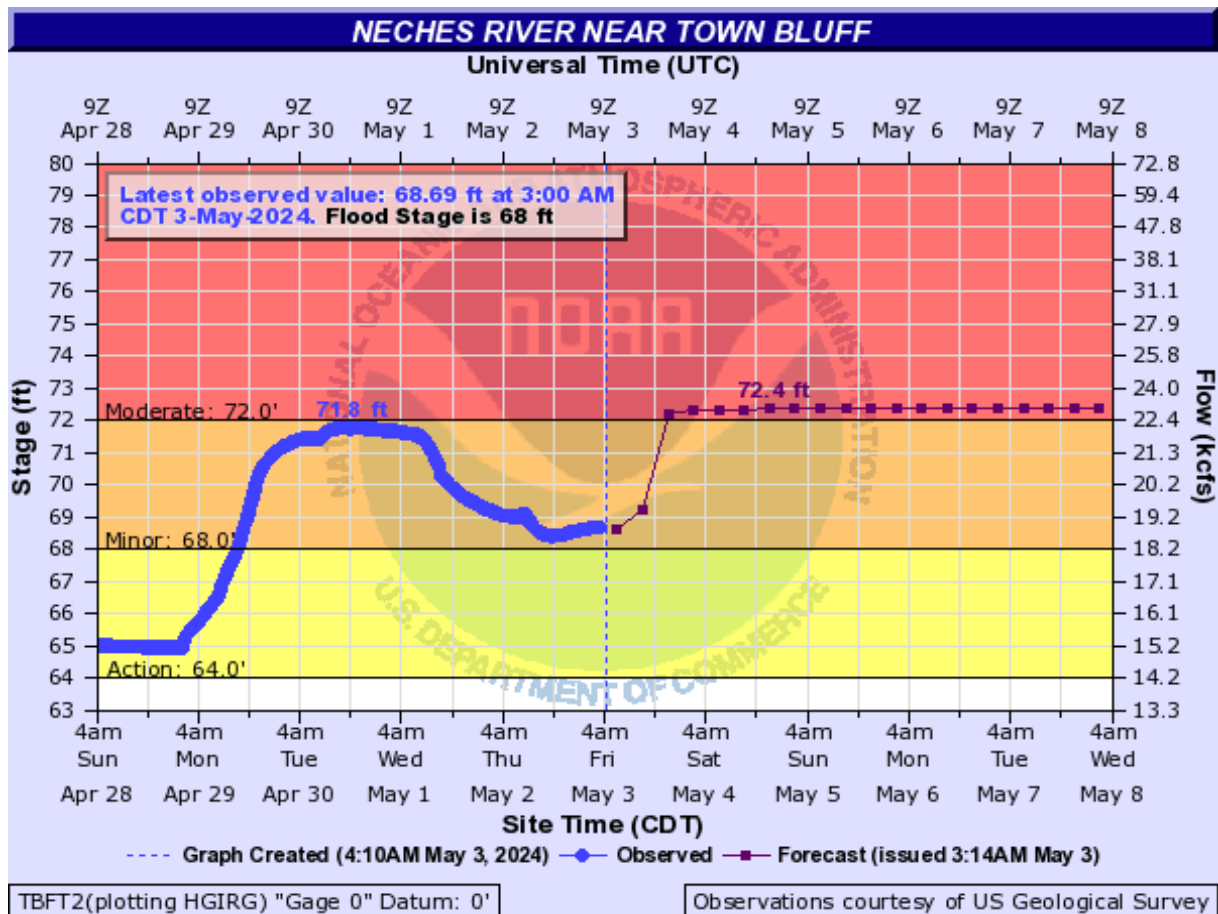 NECHES RIVER NEAR TOWN BLUFF
Universal Time (UTC)
9Z 9Z 9Z 9Z 9Z 9Z 9Z 9Z 9Z 9Z 9Z
Apr 28 Apr 29 Apr 30 May 1 May 2 May 3 May 4 May 5 May 6 May 7 May 8
Latest observed value: 68.69 ft at 3:00 AM
CDT 3-May-2024. Flood Stage is 68 ft
80 72.8
79 59.4
78 47.8
77 38.1
76 31.1
75 27.9
74 25.8
73 24.0
72 22.4
71 21.3
70 20.2
69 19.2
68 18.2
67 17.1
66 16.1
65 15.2
64 14.2
63 13.3
Stage (ft)
Flow (kcfs)
72.4 ft
Moderate: 72.0' 71.8 ft
Minor: 68.0'
Action: 64.0'
NATIONAL OCEANIC AND ATMOSPHERIC ADMINISTRATION
NOAA
U.S. DEPARTMENT OF COMMERCE
4am 4am 4am 4am 4am 4am 4am 4am 4am 4am 4am
Sun Mon Tue Wed Thu Fri Sat Sun Mon Tue Wed
Apr 28 Apr 29 Apr 30 May 1 May 2 May 3 May 4 May 5 May 6 May 7 May 8
Site Time (CDT)
Graph Created (4:10AM May 3, 2024) Observed Forecast (issued 3:14AM May 3)
TBFT2(plotting HGIRG) "Gage 0" Datum: 0' Observations courtesy of US Geological Survey